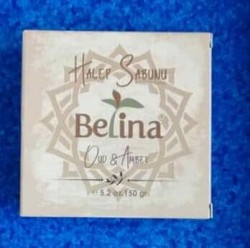 Halep Sabunu
Belina
Oud & Amber
e 5.2 oz.150 gr.